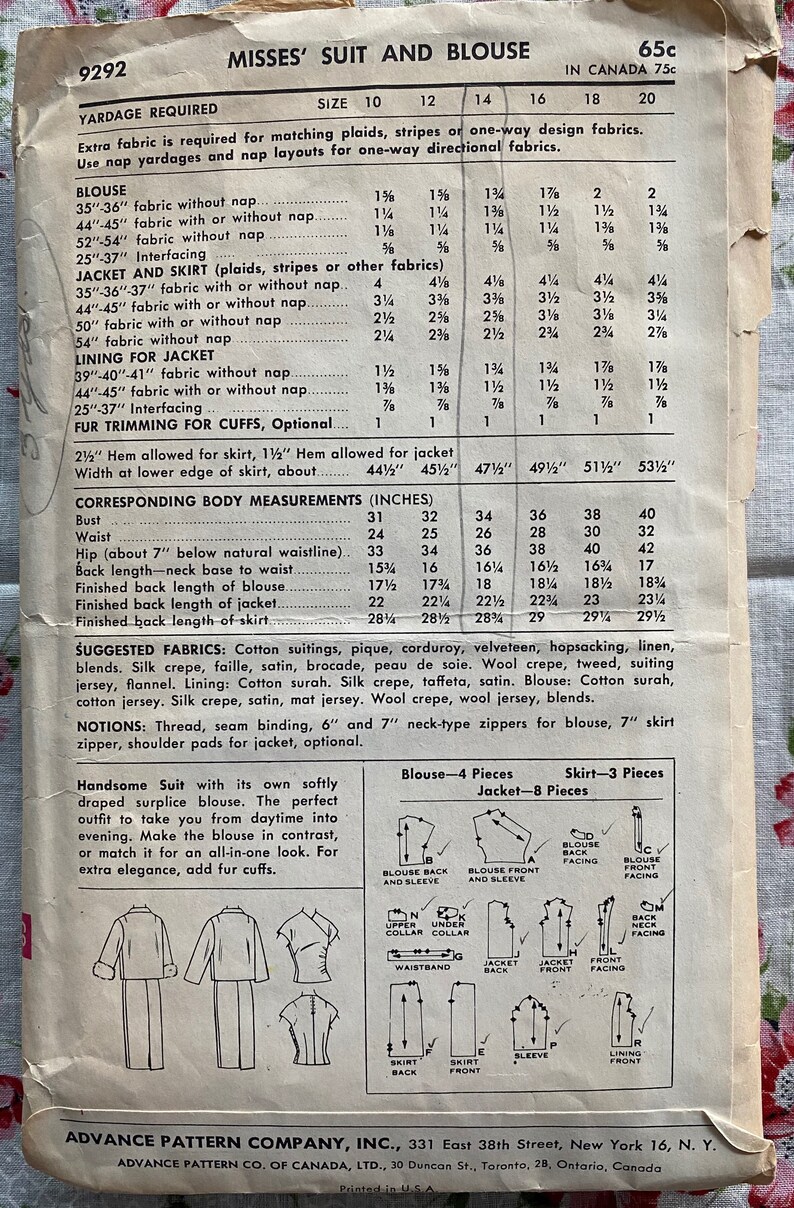 9292 MISSES' SUIT AND BLOUSE 65c
IN CANADA 75c
YARDAGE REQUIRED SIZE 10 12 14 16 18 20
Extra fabric is required for matching plaids, stripes or one-way design fabrics.
Use nap yardages and nap layouts for one-way directional fabrics.
BLOUSE
35"-36" fabric without nap... 1⅝ 1⅝ 1¾ 1⅞ 2 2
44"-45" fabric with or without nap........ 1¼ 1¼ 1⅜ 1½ 1½ 1¾
52"-54" fabric without nap 1⅛ 1¼ 1¼ 1¼ 1⅜ 1⅜
25"-37" Interfacing ⅝ ⅝ ⅝ ⅝ ⅝ ⅝
JACKET AND SKIRT (plaids, stripes or other fabrics)
35"-36"-37" fabric with or without nap.. 4 4⅛ 4⅛ 4¼ 4¼ 4¼
44"-45" fabric with or without nap.......... 3¼ 3⅜ 3⅜ 3½ 3½ 3⅝
50" fabric with or without nap 2½ 2⅝ 2⅝ 3⅛ 3⅛ 3¼
54" fabric without nap 2¼ 2⅜ 2½ 2¾ 2¾ 2⅞
LINING FOR JACKET
39"-40"-41" fabric without nap.............. 1½ 1⅝ 1¾ 1¾ 1⅞ 1⅞
44"-45" fabric with or without nap.......... 1⅜ 1⅜ 1½ 1½ 1½ 1½
25"-37" Interfacing ⅞ ⅞ ⅞ ⅞ ⅞ ⅞
FUR TRIMMING FOR CUFFS, Optional.... 1 1 1 1 1 1
2½" Hem allowed for skirt, 1½" Hem allowed for jacket
Width at lower edge of skirt, about........ 44½" 45½" 47½" 49½" 51½" 53½"
CORRESPONDING BODY MEASUREMENTS (INCHES)
Bust 31 32 34 36 38 40
Waist 24 25 26 28 30 32
Hip (about 7" below natural waistline).. 33 34 36 38 40 42
Back length—neck base to waist............. 15¾ 16 16¼ 16½ 16¾ 17
Finished back length of blouse............... 17½ 17¾ 18 18¼ 18½ 18¾
Finished back length of jacket................ 22 22¼ 22½ 22¾ 23 23¼
Finished back length of skirt................... 28¼ 28½ 28¾ 29 29¼ 29½
SUGGESTED FABRICS: Cotton suitings, pique, corduroy, velveteen, hopsacking, linen,
blends. Silk crepe, faille, satin, brocade, peau de soie. Wool crepe, tweed, suiting
jersey, flannel. Lining: Cotton surah. Silk crepe, taffeta, satin. Blouse: Cotton surah,
cotton jersey. Silk crepe, satin, mat jersey. Wool crepe, wool jersey, blends.
NOTIONS: Thread, seam binding, 6" and 7" neck-type zippers for blouse, 7" skirt
zipper, shoulder pads for jacket, optional.
Handsome Suit with its own softly
draped surplice blouse. The perfect
outfit to take you from daytime into
evening. Make the blouse in contrast,
or match it for an all-in-one look. For
extra elegance, add fur cuffs.
Blouse—4 Pieces Skirt—3 Pieces
Jacket—8 Pieces
B
BLOUSE BACK
AND SLEEVE
A
BLOUSE FRONT
AND SLEEVE
D
BLOUSE
BACK
FACING
C
BLOUSE
FRONT
FACING
N
UPPER
COLLAR
K
UNDER
COLLAR
G
WAISTBAND
J
JACKET
BACK
H
JACKET
FRONT
L
FRONT
FACING
M
BACK
NECK
FACING
F
SKIRT
BACK
E
SKIRT
FRONT
P
SLEEVE
R
LINING
FRONT
ADVANCE PATTERN COMPANY, INC., 331 East 38th Street, New York 16, N. Y.
ADVANCE PATTERN CO. OF CANADA, LTD., 30 Duncan St., Toronto, 2B, Ontario, Canada
Printed in U.S.A.